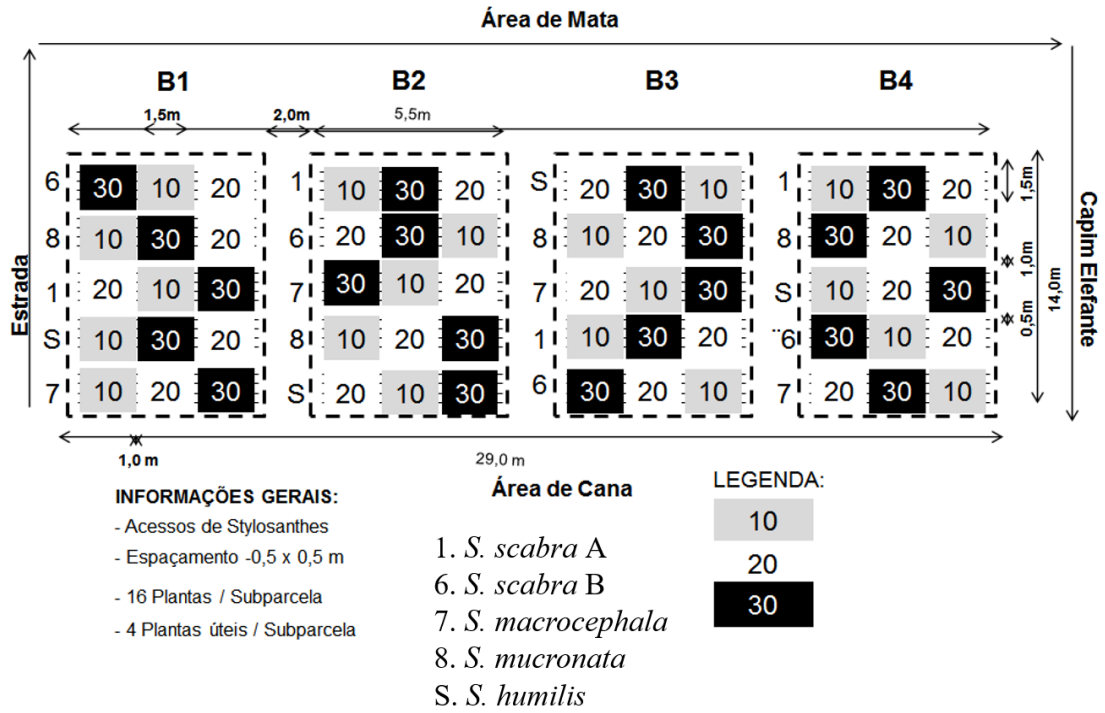 Área de Mata
B1 B2 B3 B4
1,5m 2,0m 5,5m
Estrada
6 30 10 20
8 10 30 20
1 20 10 30
S 10 30 20
7 10 20 30
1 10 30 20
6 20 30 10
7 30 10 20
8 10 20 30
S 20 10 30
S 20 30 10
8 10 20 30
7 20 10 30
1 10 30 20
6 30 20 10
1 10 30 20
8 30 20 10
S 10 20 30
¨6 30 10 20
7 20 30 10
1,5m
1,0m
0,5m
14,0m
Capim Elefante
1,0 m
29,0 m
Área de Cana
INFORMAÇÕES GERAIS:
- Acessos de Stylosanthes
- Espaçamento -0,5 x 0,5 m
- 16 Plantas / Subparcela
- 4 Plantas úteis / Subparcela
1. S. scabra A
6. S. scabra B
7. S. macrocephala
8. S. mucronata
S. S. humilis
LEGENDA:
10
20
30